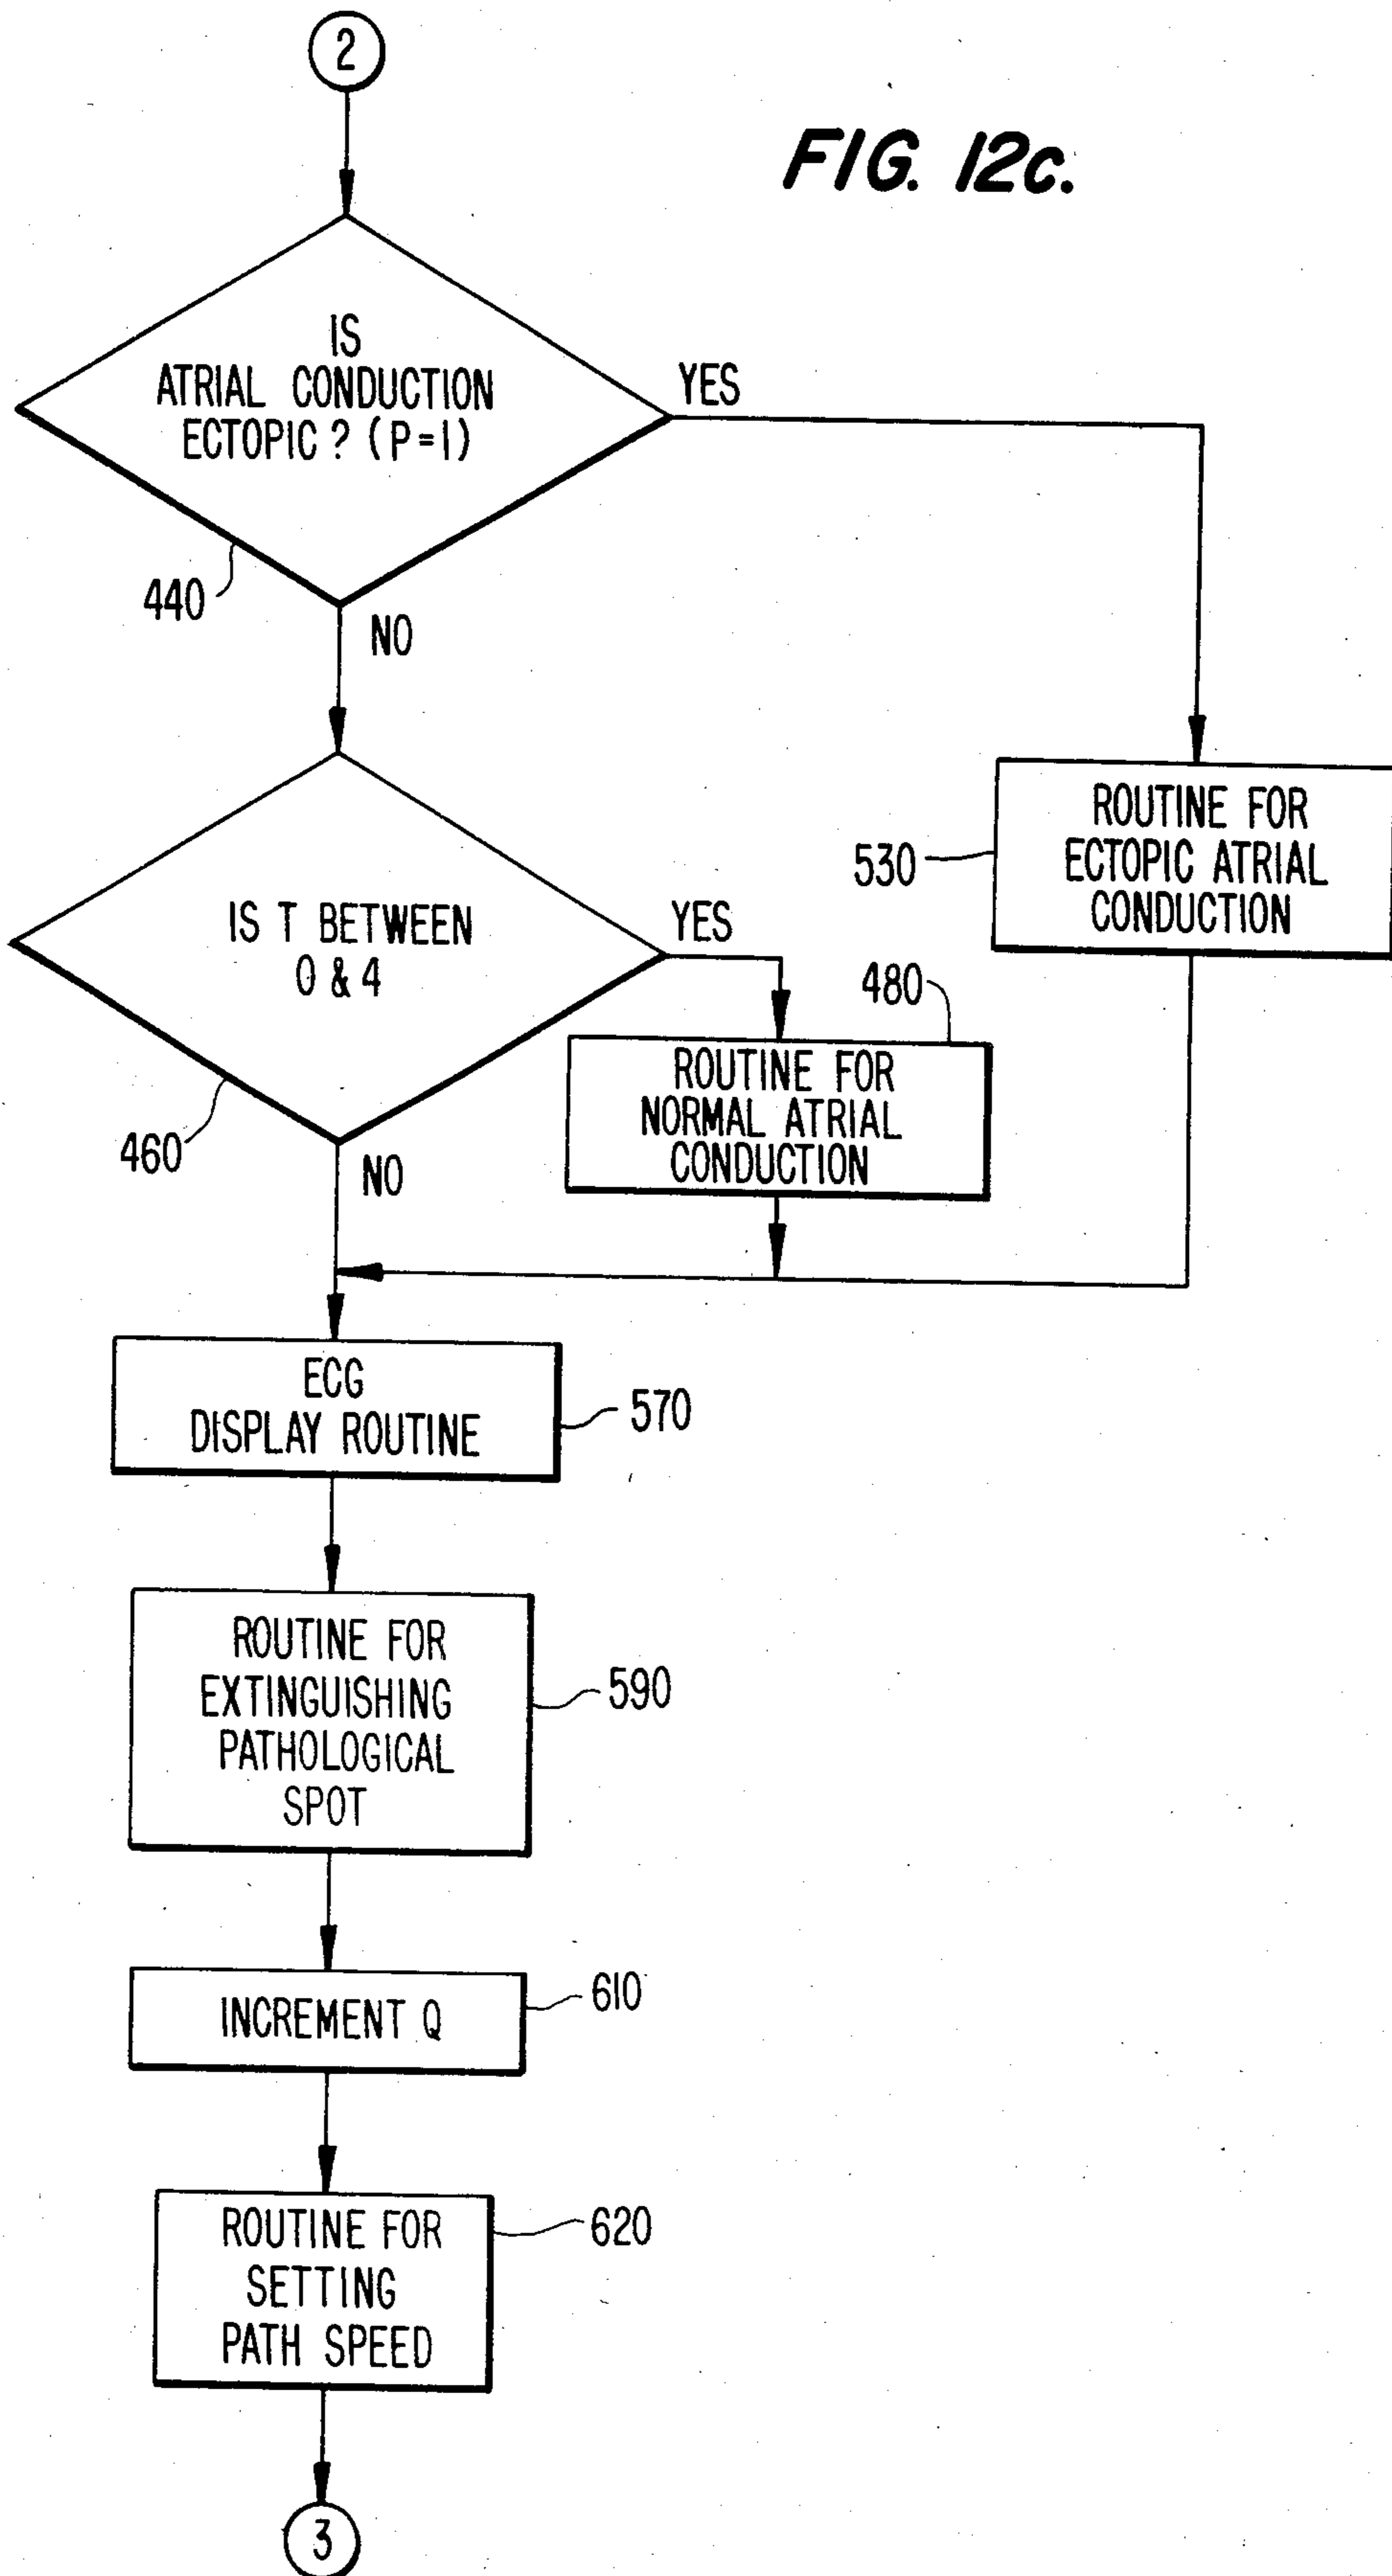 2
FIG. 12c.
IS
ATRIAL CONDUCTION
ECTOPIC? (P=1)
YES
440
NO
ROUTINE FOR
ECTOPIC ATRIAL
CONDUCTION
530
IS T BETWEEN
0 & 4
YES
480
460
NO
ROUTINE FOR
NORMAL ATRIAL
CONDUCTION
ECG
DISPLAY ROUTINE
570
ROUTINE FOR
EXTINGUISHING
PATHOLOGICAL
SPOT
590
INCREMENT Q
610
ROUTINE FOR
SETTING
PATH SPEED
620
3